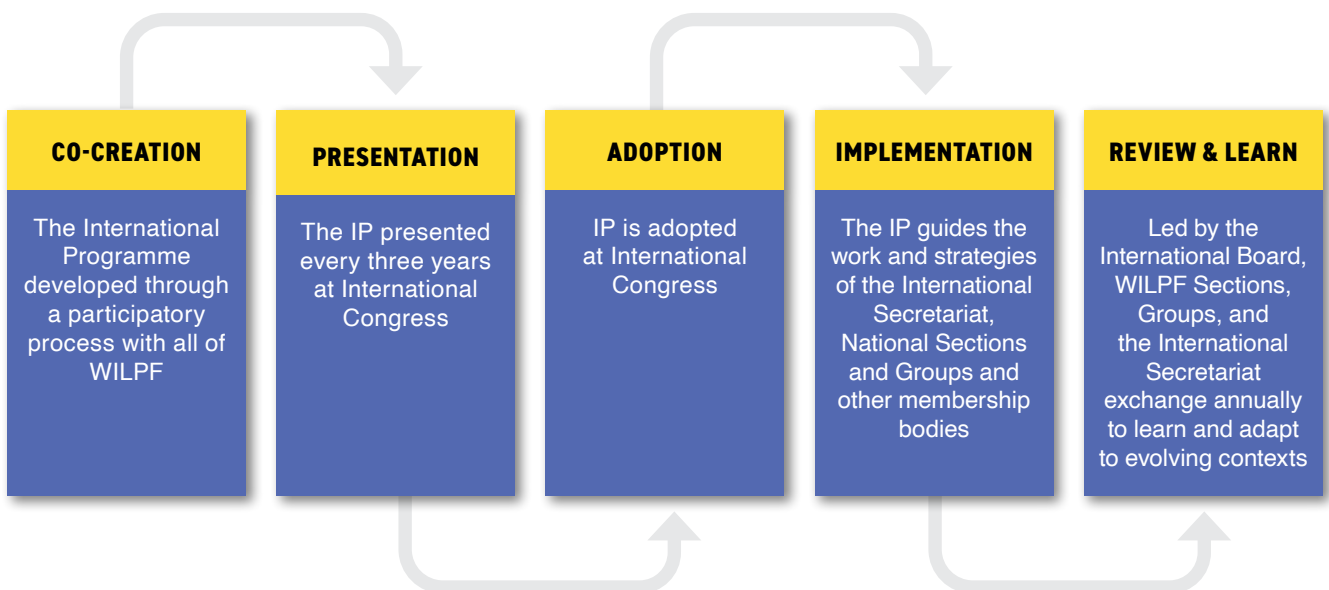 CO-CREATION
The International
Programme
developed through
a participatory
process with all of
WILPF
PRESENTATION
The IP presented
every three years
at International
Congress
ADOPTION
IP is adopted
at International
Congress
IMPLEMENTATION
The IP guides the
work and strategies
of the International
Secretariat,
National Sections
and Groups and
other membership
bodies
REVIEW & LEARN
Led by the
International Board,
WILPF Sections,
Groups, and
the International
Secretariat
exchange annually
to learn and adapt
to evolving contexts